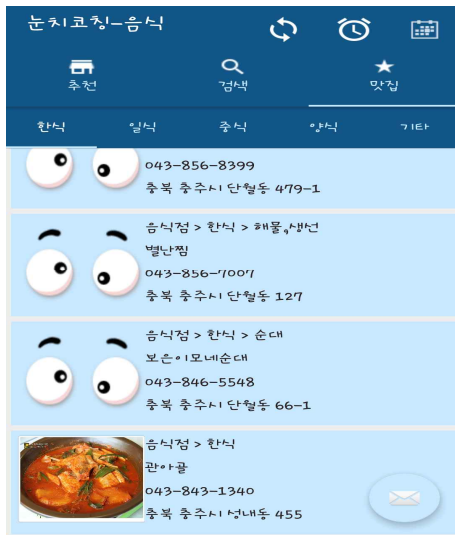 눈치코칭-음식
추천
검색
맛집
한식
일식
중식
양식
기타
043-856-8399
충북 충주시 단월동 479-1
음식점 > 한식 > 해물,생선
별난찜
043-856-7007
충북 충주시 단월동 127
음식점 > 한식 > 순대
보은이모네순대
043-846-5548
충북 충주시 단월동 66-1
음식점 > 한식
관아골
043-843-1340
충북 충주시 성내동 455